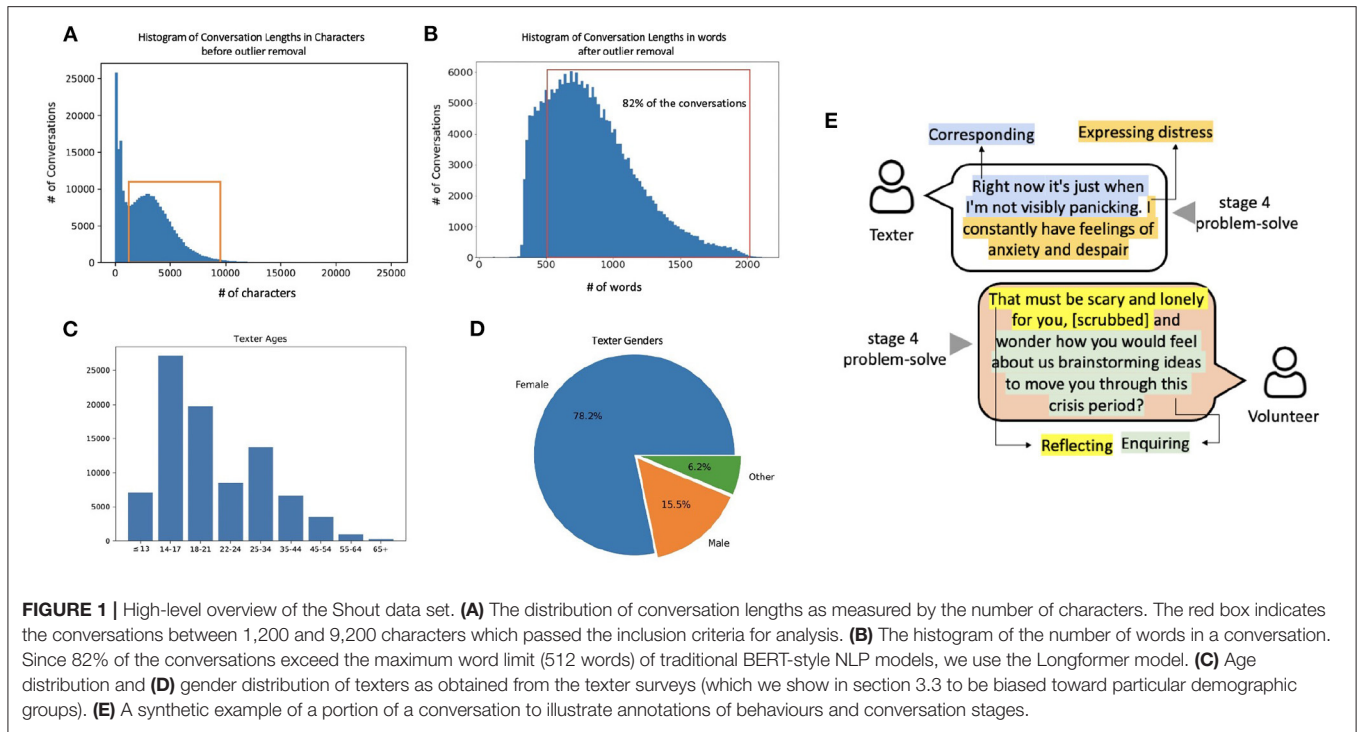 A
Histogram of Conversation Lengths in Characters
before outlier removal
# of Conversations
25000
20000
15000
10000
5000
0
0
5000
10000
15000
20000
25000
# of characters
B
Histogram of Conversation Lengths in words
after outlier removal
82% of the conversations
# of Conversations
6000
5000
4000
3000
2000
1000
0
0
500
1000
1500
2000
# of words
C
Texter Ages
25000
20000
15000
10000
5000
0
≤13
14-17
18-21
22-24
25-34
35-44
45-54
55-64
65+
D
Texter Genders
Female
78.2%
6.2%
Other
15.5%
Male
E
Corresponding
Expressing distress
Right now it's just when
I'm not visibly panicking. I
constantly have feelings of
anxiety and despair
Texter
stage 4
problem-solve
That must be scary and lonely
for you, [scrubbed] and
wonder how you would feel
about us brainstorming ideas
to move you through this
crisis period?
stage 4
problem-solve
Volunteer
Reflecting
Enquiring
FIGURE 1 | High-level overview of the Shout data set. (A) The distribution of conversation lengths as measured by the number of characters. The red box indicates
the conversations between 1,200 and 9,200 characters which passed the inclusion criteria for analysis. (B) The histogram of the number of words in a conversation.
Since 82% of the conversations exceed the maximum word limit (512 words) of traditional BERT-style NLP models, we use the Longformer model. (C) Age
distribution and (D) gender distribution of texters as obtained from the texter surveys (which we show in section 3.3 to be biased toward particular demographic
groups). (E) A synthetic example of a portion of a conversation to illustrate annotations of behaviours and conversation stages.